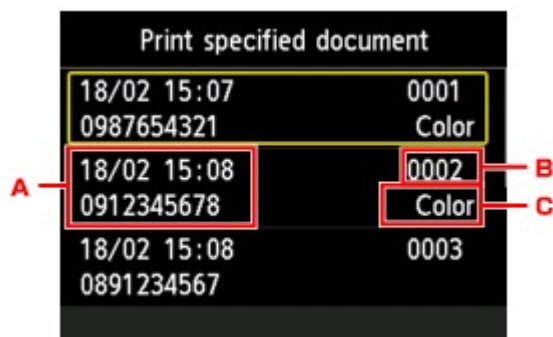 Print specified document
18/02 15:07 0001
0987654321 Color
A 18/02 15:08 0002 B
0912345678 Color C
18/02 15:08 0003
0891234567